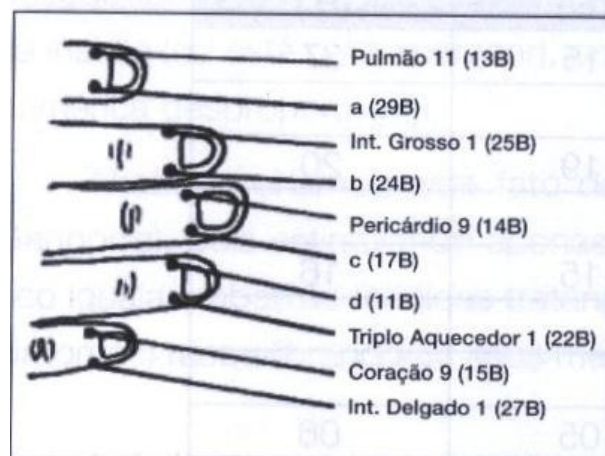 Pulmão 11 (13B)
a (29B)
Int. Grosso 1 (25B)
b (24B)
Pericárdio 9 (14B)
c (17B)
d (11B)
Triplo Aquecedor 1 (22B)
Coração 9 (15B)
Int. Delgado 1 (27B)